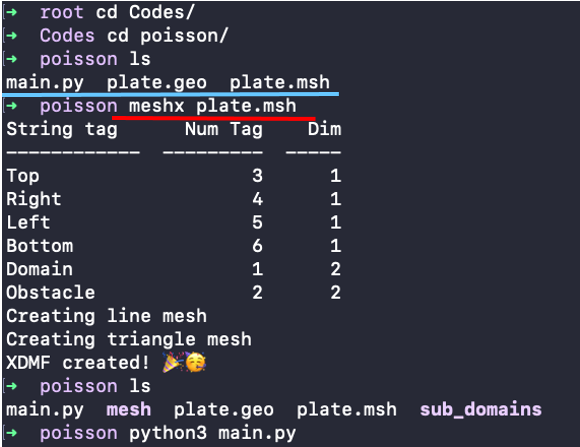 ➜ root cd Codes/
➜ Codes cd poisson/
➜ poisson ls
main.py plate.geo plate.msh
➜ poisson meshx plate.msh
String tag Num Tag Dim
------------ --------- -----
Top 3 1
Right 4 1
Left 5 1
Bottom 6 1
Domain 1 2
Obstacle 2 2
Creating line mesh
Creating triangle mesh
XDMF created! 🎉🥳
➜ poisson ls
main.py mesh plate.geo plate.msh sub_domains
➜ poisson python3 main.py